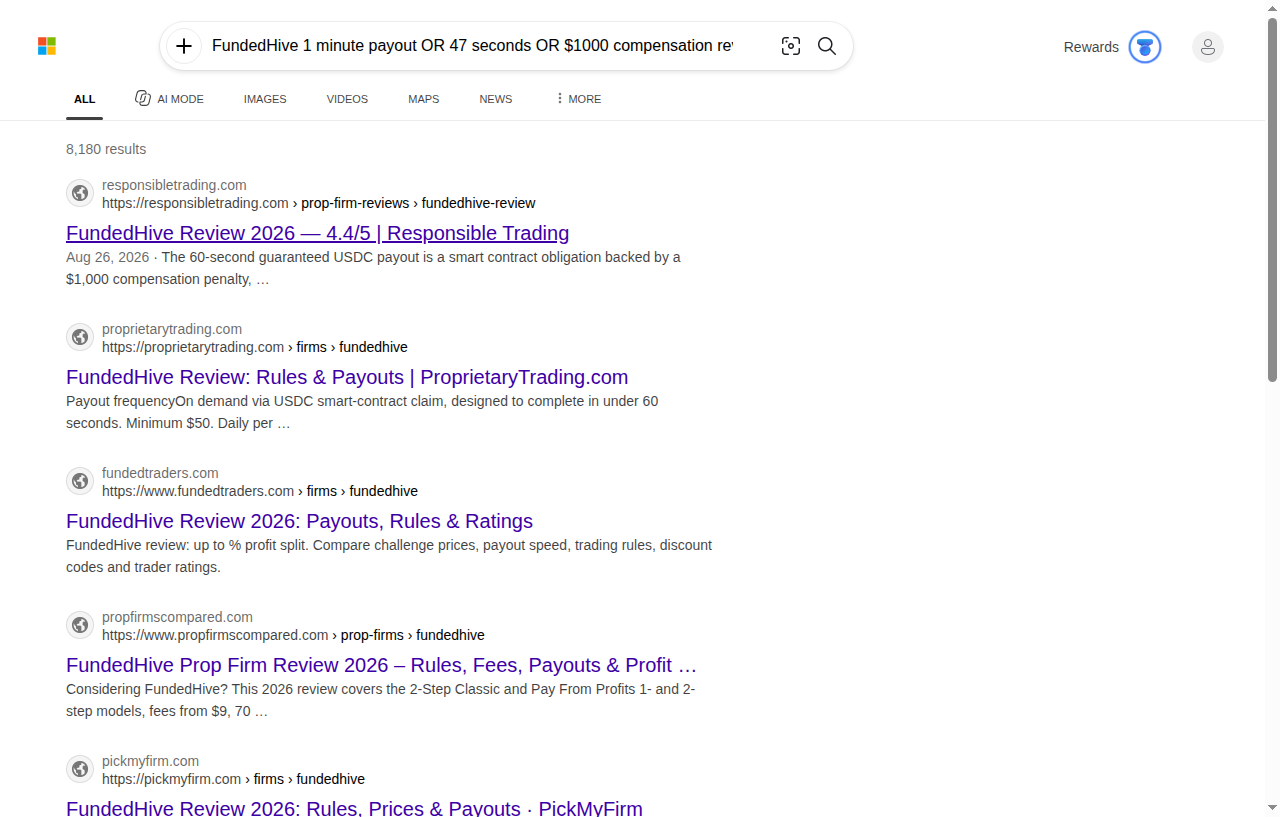 FundedHive 1 minute payout OR 47 seconds OR $1000 compensation
Rewards
ALL
AI MODE
IMAGES
VIDEOS
MAPS
NEWS
MORE
8,180 results
responsibletrading.com
https://responsibletrading.com › prop-firm-reviews › fundedhive-review
FundedHive Review 2026 — 4.4/5 | Responsible Trading
Aug 26, 2026 · The 60-second guaranteed USDC payout is a smart contract obligation backed by a
$1,000 compensation penalty, …
proprietarytrading.com
https://proprietarytrading.com › firms › fundedhive
FundedHive Review: Rules & Payouts | ProprietaryTrading.com
Payout frequencyOn demand via USDC smart-contract claim, designed to complete in under 60
seconds. Minimum $50. Daily per …
fundedtraders.com
https://www.fundedtraders.com › firms › fundedhive
FundedHive Review 2026: Payouts, Rules & Ratings
FundedHive review: up to % profit split. Compare challenge prices, payout speed, trading rules, discount
codes and trader ratings.
propfirmscompared.com
https://www.propfirmscompared.com › prop-firms › fundedhive
FundedHive Prop Firm Review 2026 – Rules, Fees, Payouts & Profit …
Considering FundedHive? This 2026 review covers the 2-Step Classic and Pay From Profits 1- and 2-
step models, fees from $9, 70 …
pickmyfirm.com
https://pickmyfirm.com › firms › fundedhive
FundedHive Review 2026: Rules, Prices & Payouts · PickMyFirm